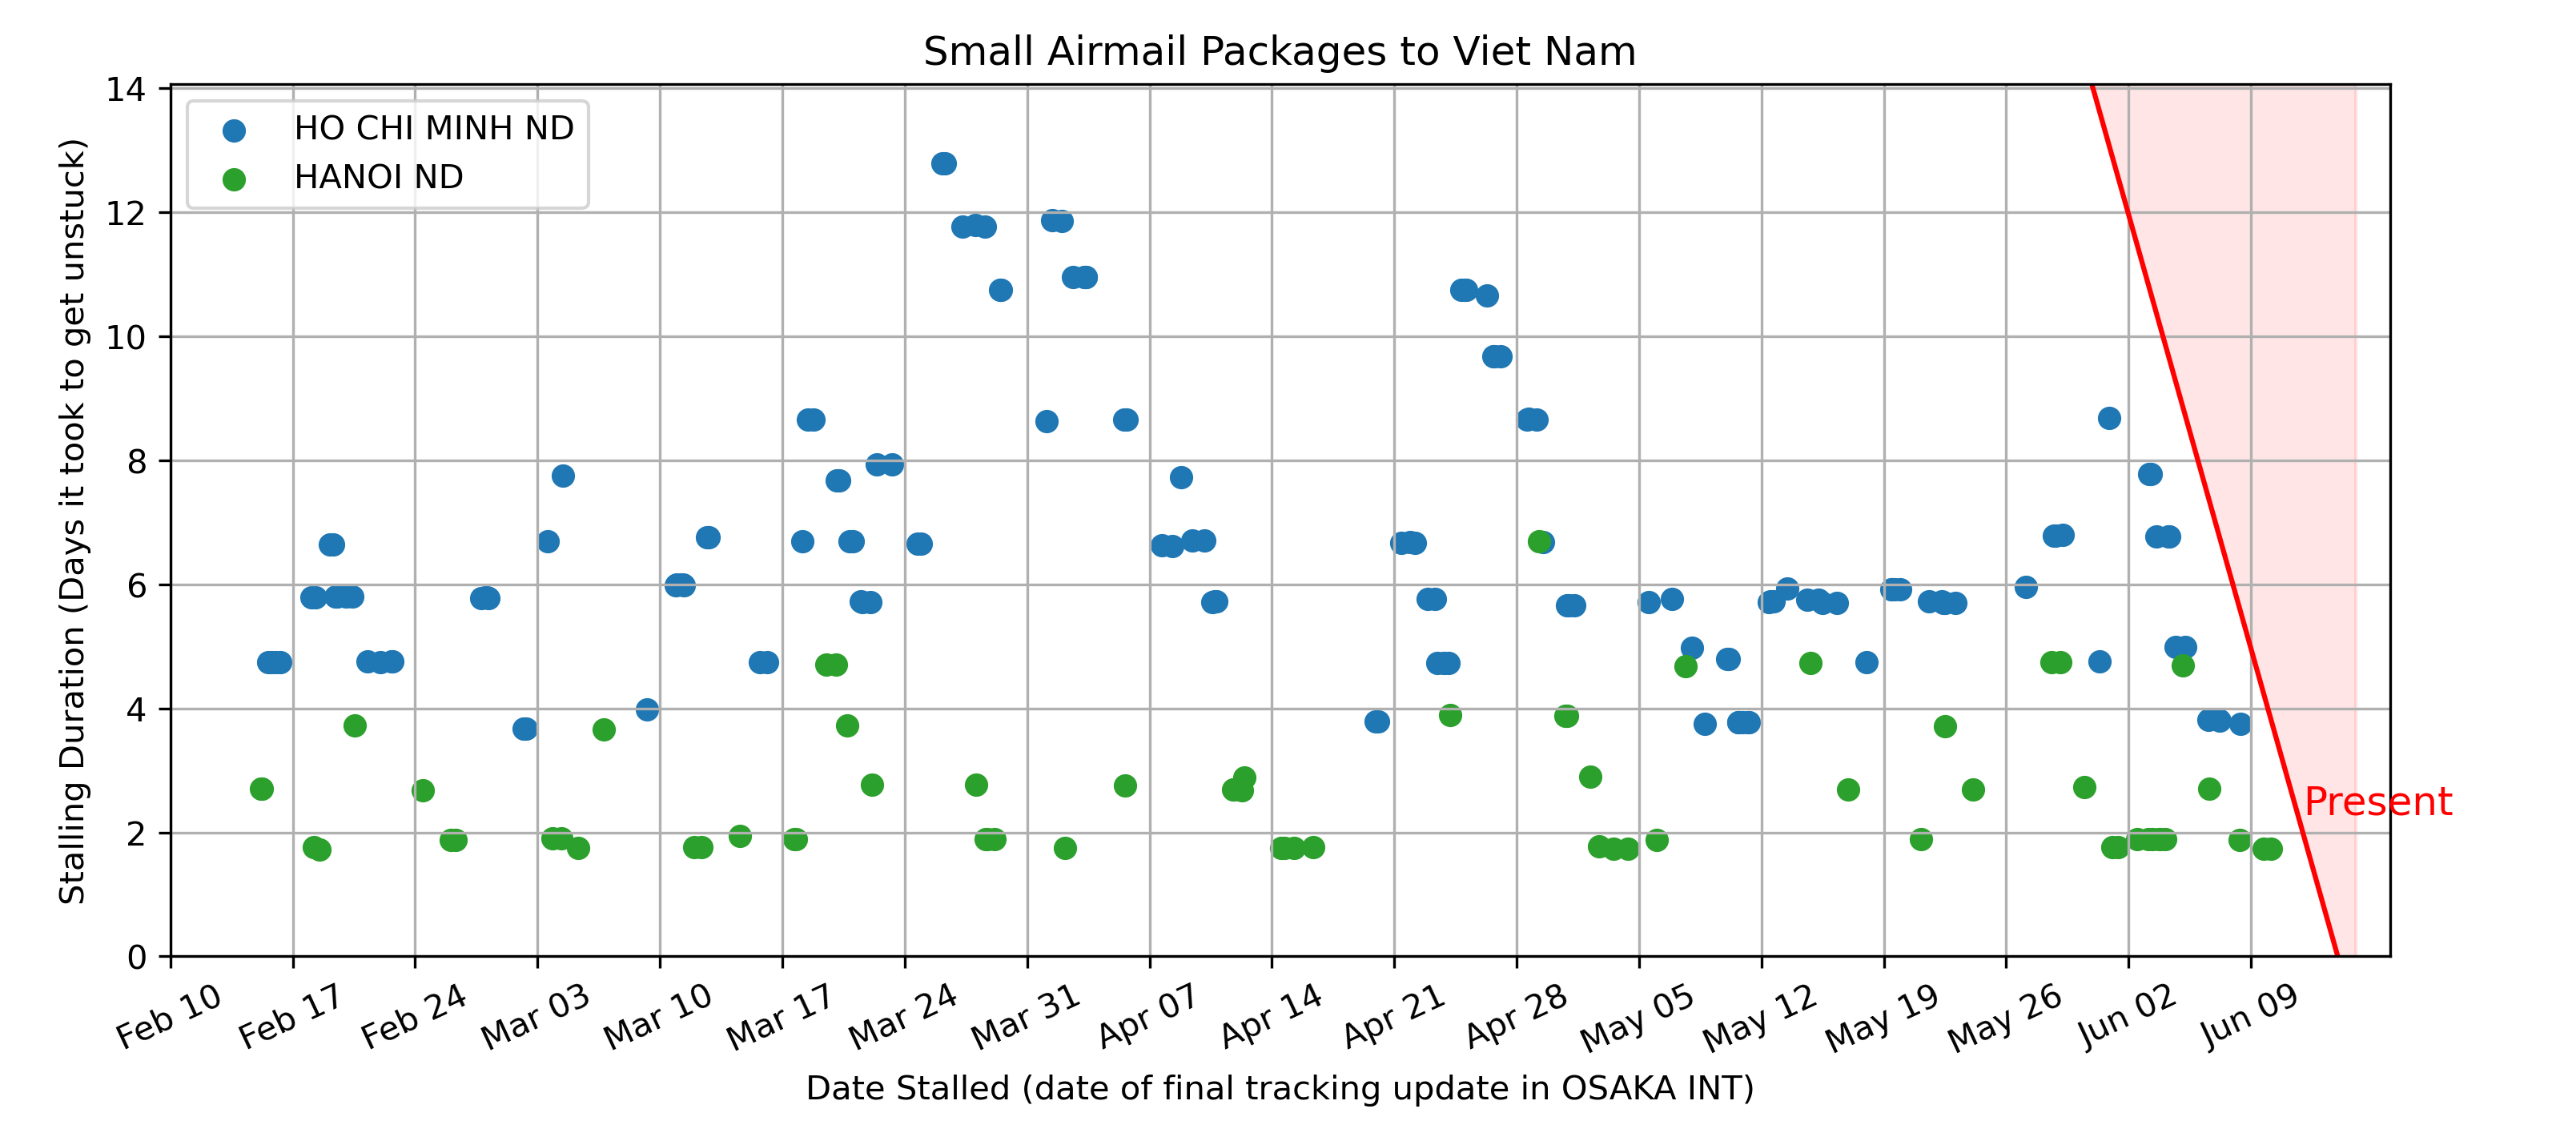 Small Airmail Packages to Viet Nam
HO CHI MINH ND
HANOI ND
Stalling Duration (Days it took to get unstuck)
14
12
10
8
6
4
2
0
Present
Feb 10
Feb 17
Feb 24
Mar 03
Mar 10
Mar 17
Mar 24
Mar 31
Apr 07
Apr 14
Apr 21
Apr 28
May 05
May 12
May 19
May 26
Jun 02
Jun 09
Date Stalled (date of final tracking update in OSAKA INT)